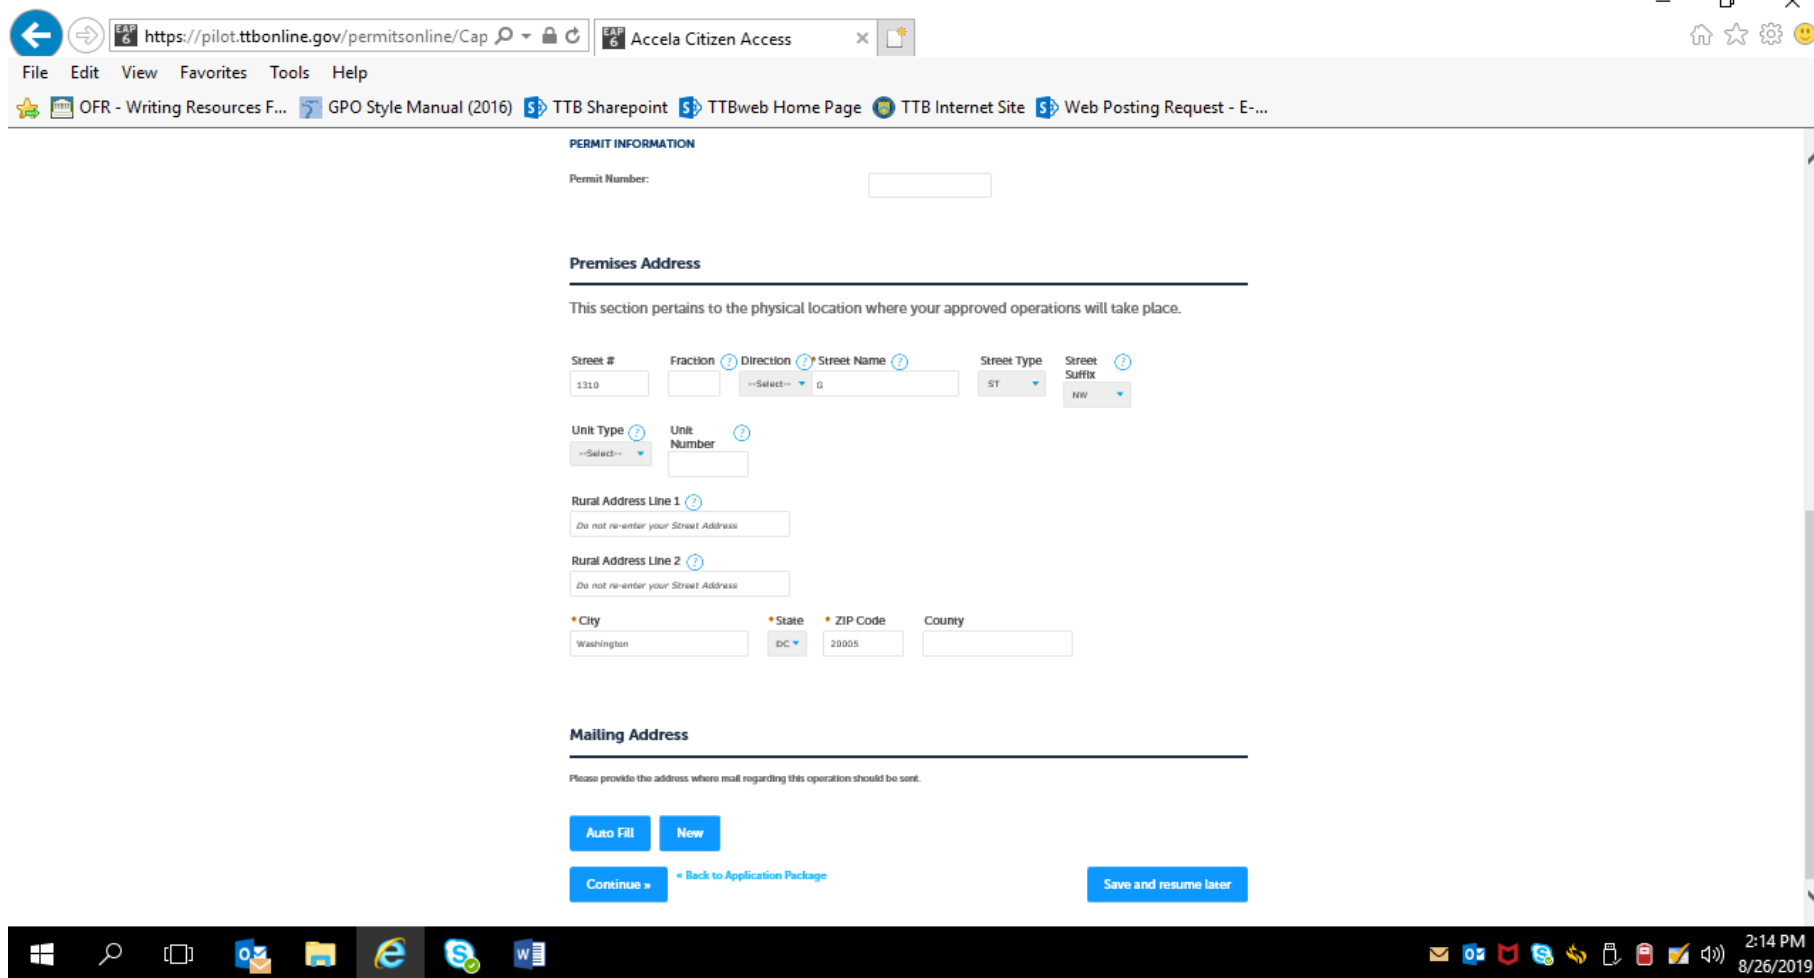 https://pilot.ttbonline.gov/permitsonline/Cap
EAP 6 Accela Citizen Access
File Edit View Favorites Tools Help
OFR - Writing Resources F... GPO Style Manual (2016) TTB Sharepoint TTBweb Home Page TTB Internet Site Web Posting Request - E-...
PERMIT INFORMATION
Permit Number:
Premises Address
This section pertains to the physical location where your approved operations will take place.
Street # Fraction ? Direction ? * Street Name ? Street Type Street Suffix ?
1310 --Select-- G ST NW
Unit Type ? Unit Number ?
--Select--
Rural Address Line 1 ?
Do not re-enter your Street Address
Rural Address Line 2 ?
Do not re-enter your Street Address
* City * State * ZIP Code County
Washington DC 20005
Mailing Address
Please provide the address where mail regarding this operation should be sent.
Auto Fill New
Continue » « Back to Application Package Save and resume later
2:14 PM
8/26/2019